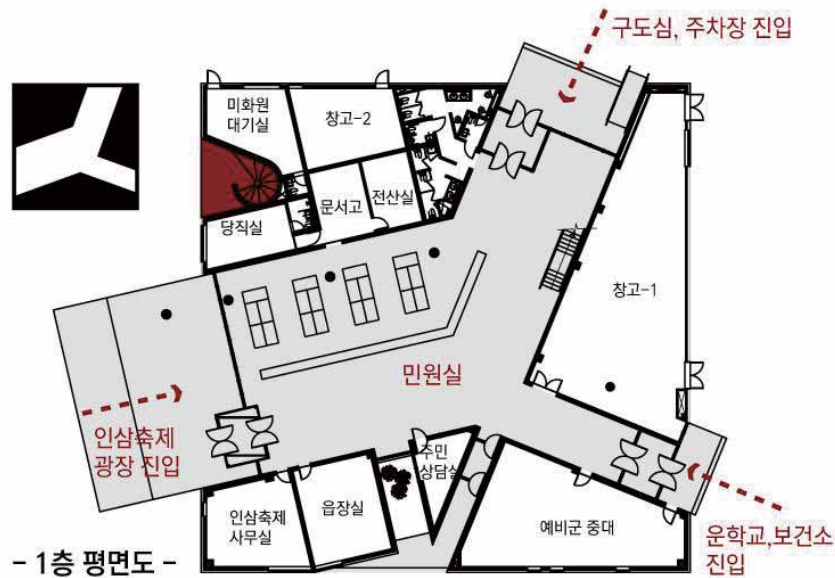 구도심, 주차장 진입
미화원
대기실
창고-2
문서고
전산실
당직실
창고-1
민원실
인삼축제
광장 진입
주민
상담실
인삼축제
사무실
읍장실
예비군 중대
운학교,보건소
진입
- 1층 평면도 -